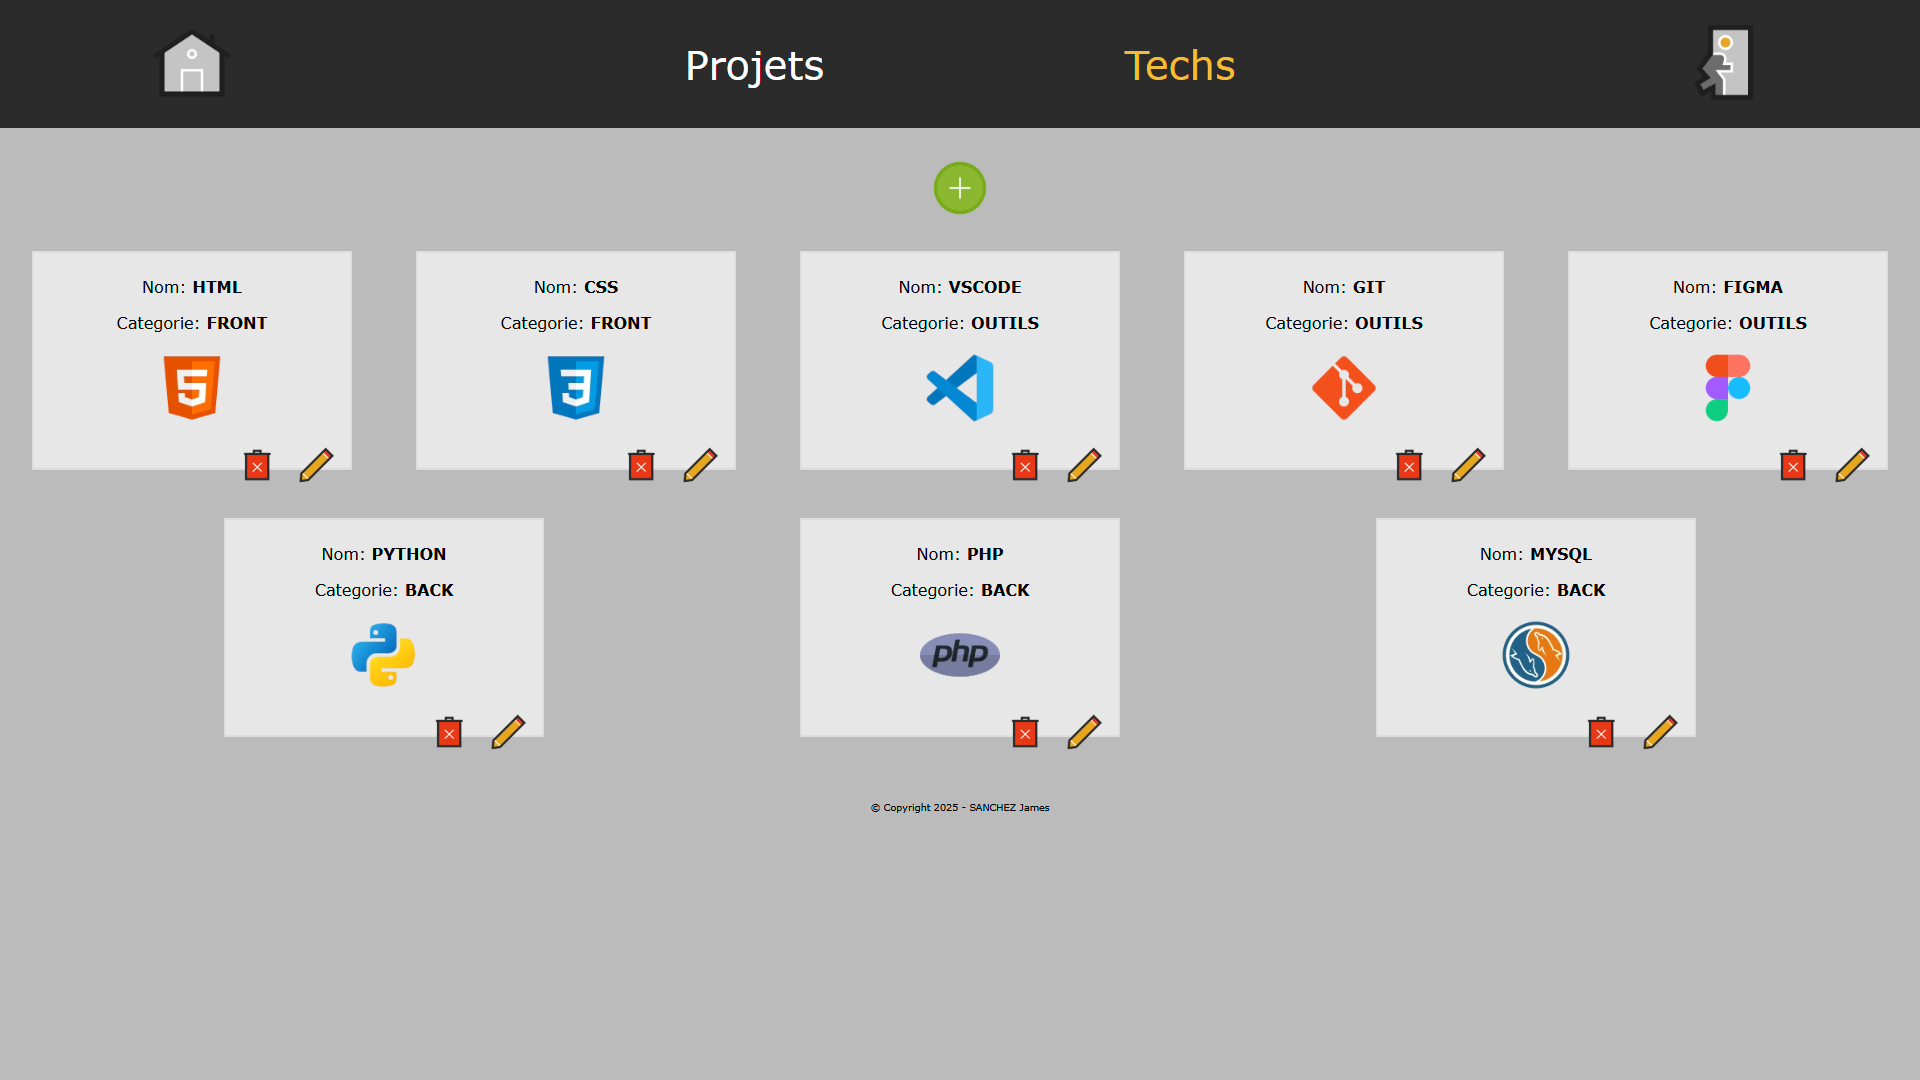 Projets
Techs
Nom: HTML
Categorie: FRONT
Nom: CSS
Categorie: FRONT
Nom: VSCODE
Categorie: OUTILS
Nom: GIT
Categorie: OUTILS
Nom: FIGMA
Categorie: OUTILS
Nom: PYTHON
Categorie: BACK
Nom: PHP
Categorie: BACK
php
Nom: MYSQL
Categorie: BACK
© Copyright 2025 - SANCHEZ James